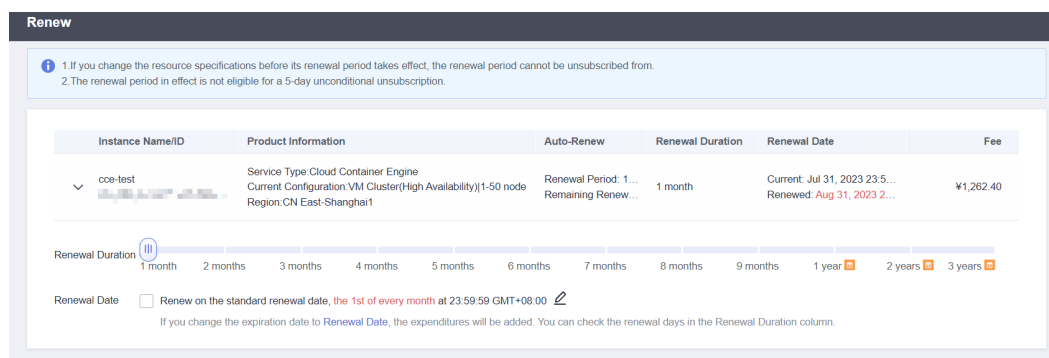 Renew
1.If you change the resource specifications before its renewal period takes effect, the renewal period cannot be unsubscribed from.
2.The renewal period in effect is not eligible for a 5-day unconditional unsubscription.
Instance Name/ID Product Information Auto-Renew Renewal Duration Renewal Date Fee
cce-test
Service Type:Cloud Container Engine
Current Configuration:VM Cluster(High Availability)|1-50 node
Region:CN East-Shanghai1
Renewal Period: 1...
Remaining Renew...
1 month
Current: Jul 31, 2023 23:5...
Renewed: Aug 31, 2023 2...
¥1,262.40
Renewal Duration
1 month 2 months 3 months 4 months 5 months 6 months 7 months 8 months 9 months 1 year 2 years 3 years
Renewal Date Renew on the standard renewal date, the 1st of every month at 23:59:59 GMT+08:00
If you change the expiration date to Renewal Date, the expenditures will be added. You can check the renewal days in the Renewal Duration column.